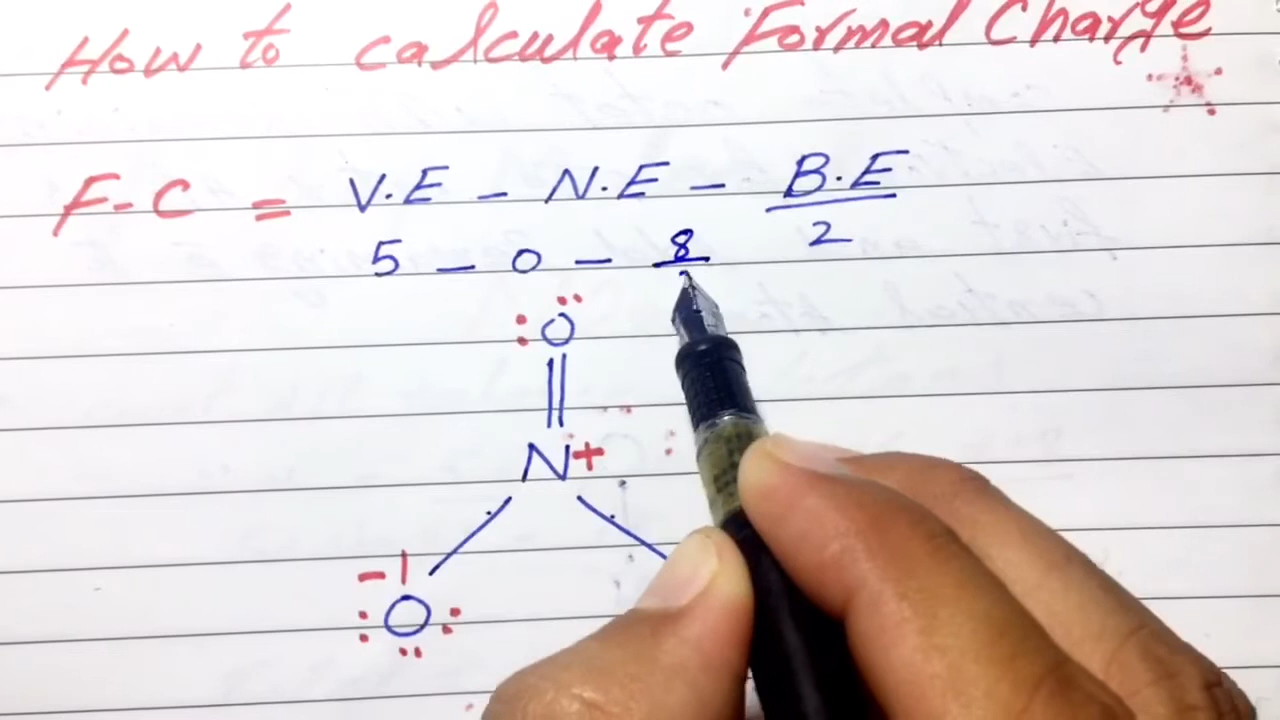 How to calculate Formal Charge
F-C = V.E - N.E - B.E
2
5 - 0 - 8
O
N+
-1
O